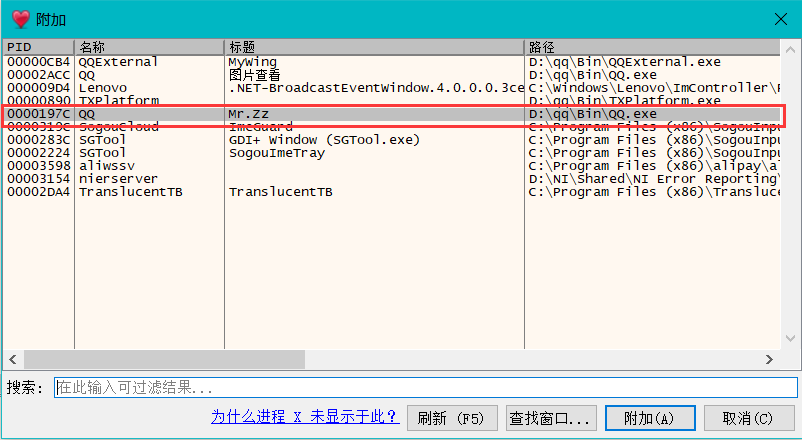 附加
PID 名称 标题 路径
00000CB4 QQExternal MyWing D:\qq\Bin\QQExternal.exe
00002ACC QQ 图片查看 D:\qq\Bin\QQ.exe
000009D4 Lenovo .NET-BroadcastEventWindow.4.0.0.0.3ce C:\Windows\Lenovo\ImController\P
00000890 TXPlatform D:\qq\Bin\TXPlatform.exe
0000197C QQ Mr.Zz D:\qq\Bin\QQ.exe
0000319C SogouCloud ImeGuard C:\Program Files (x86)\SogouInpu
0000283C SGTool GDI+ Window (SGTool.exe) C:\Program Files (x86)\SogouInpu
00002224 SGTool SogouImeTray C:\Program Files (x86)\SogouInpu
00003598 aliwssv C:\Program Files (x86)\alipay\al
00003154 nierserver D:\NI\Shared\NI Error Reporting\
00002DA4 TranslucentTB TranslucentTB C:\Program Files (x86)\Transluce
搜索: 在此输入可过滤结果...
为什么进程 X 未显示于此? 刷新 (F5) 查找窗口... 附加(A) 取消(C)